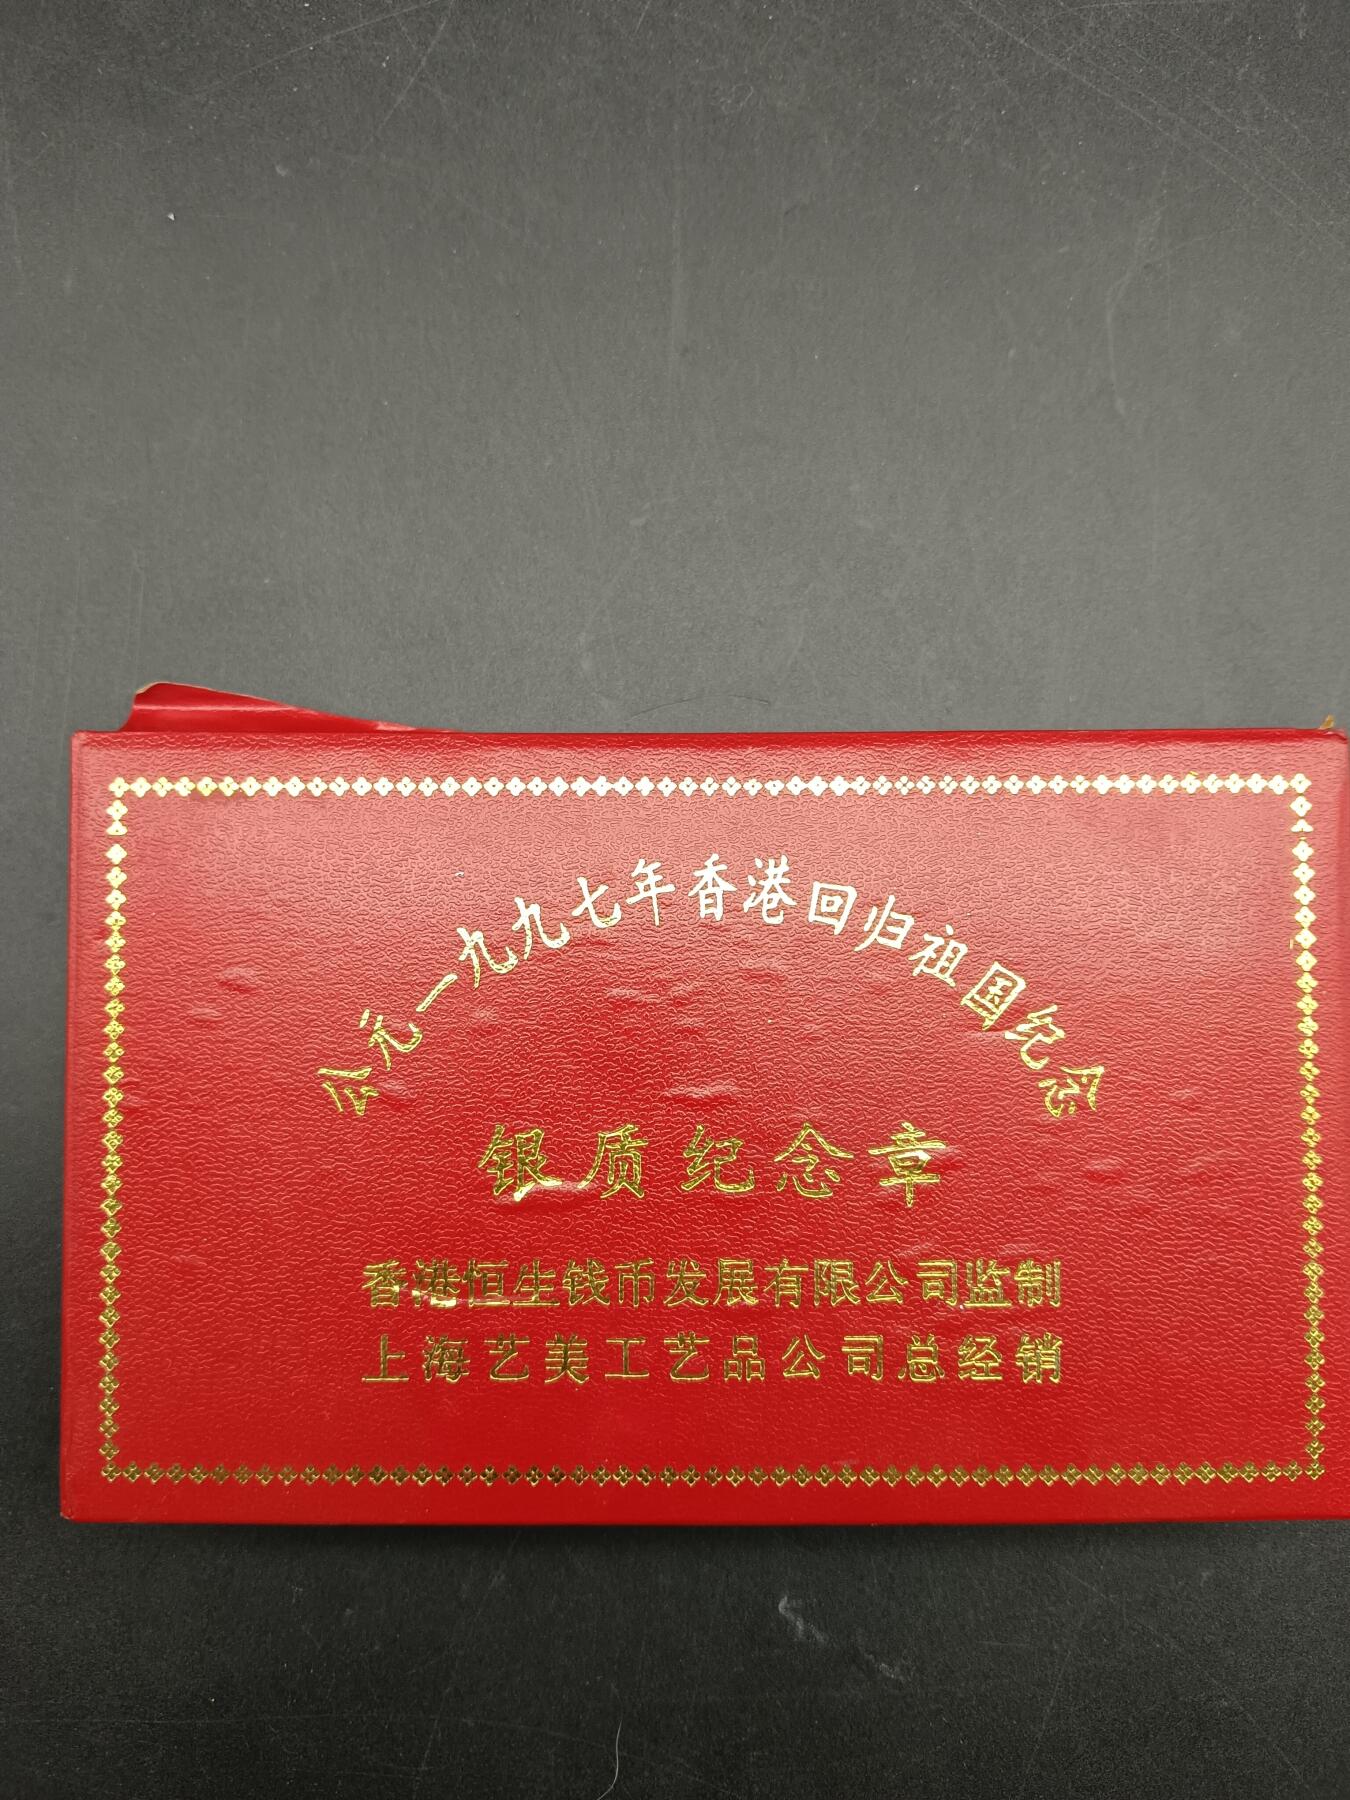 公元一九九七年香港回归祖国纪念
银质纪念章
香港恒生钱币发展有限公司监制
上海艺美工艺品公司总经销